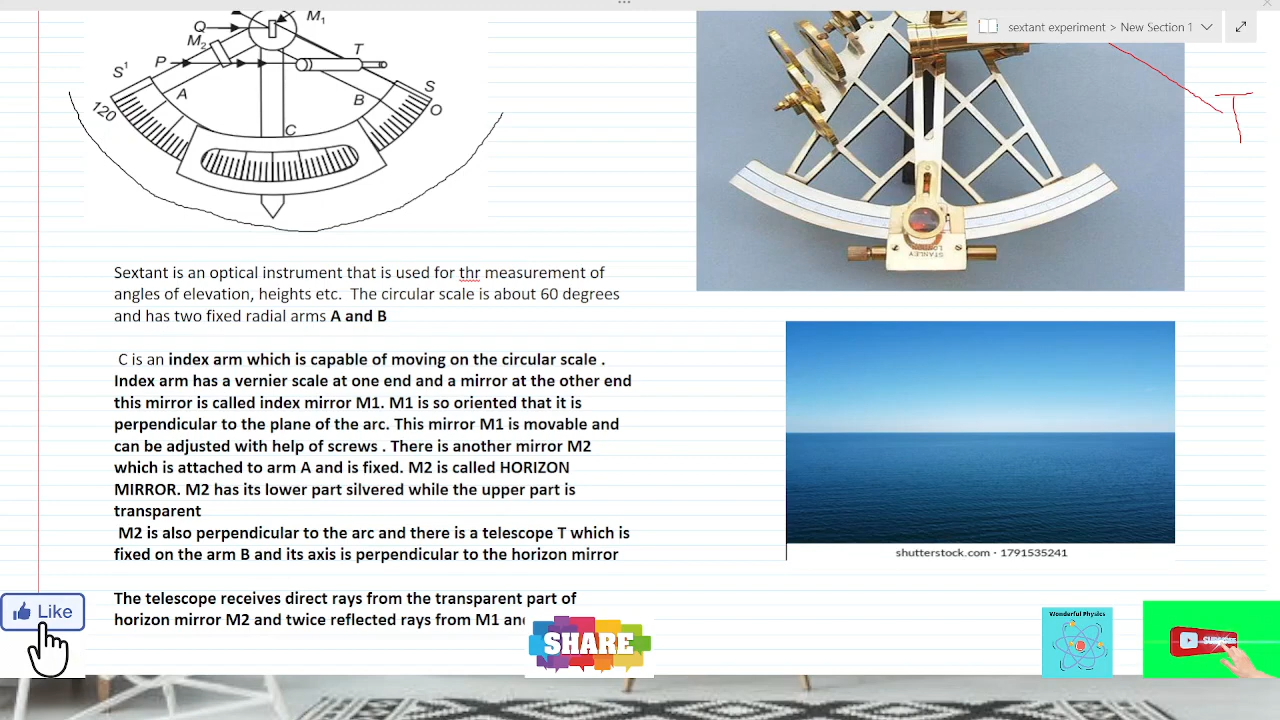 sextant experiment > New Section 1
M1
Q
M2
T
P
S1
S
120
A
B
O
C
T
STANLEY
LONDON
Sextant is an optical instrument that is used for thr measurement of
angles of elevation, heights etc. The circular scale is about 60 degrees
and has two fixed radial arms A and B
C is an index arm which is capable of moving on the circular scale .
Index arm has a vernier scale at one end and a mirror at the other end
this mirror is called index mirror M1. M1 is so oriented that it is
perpendicular to the plane of the arc. This mirror M1 is movable and
can be adjusted with help of screws . There is another mirror M2
which is attached to arm A and is fixed. M2 is called HORIZON
MIRROR. M2 has its lower part silvered while the upper part is
transparent
M2 is also perpendicular to the arc and there is a telescope T which is
fixed on the arm B and its axis is perpendicular to the horizon mirror
shutterstock.com · 1791535241
The telescope receives direct rays from the transparent part of
horizon mirror M2 and twice reflected rays from M1
Like
SHARE
Wonderful Physics
SUBSCRIBE